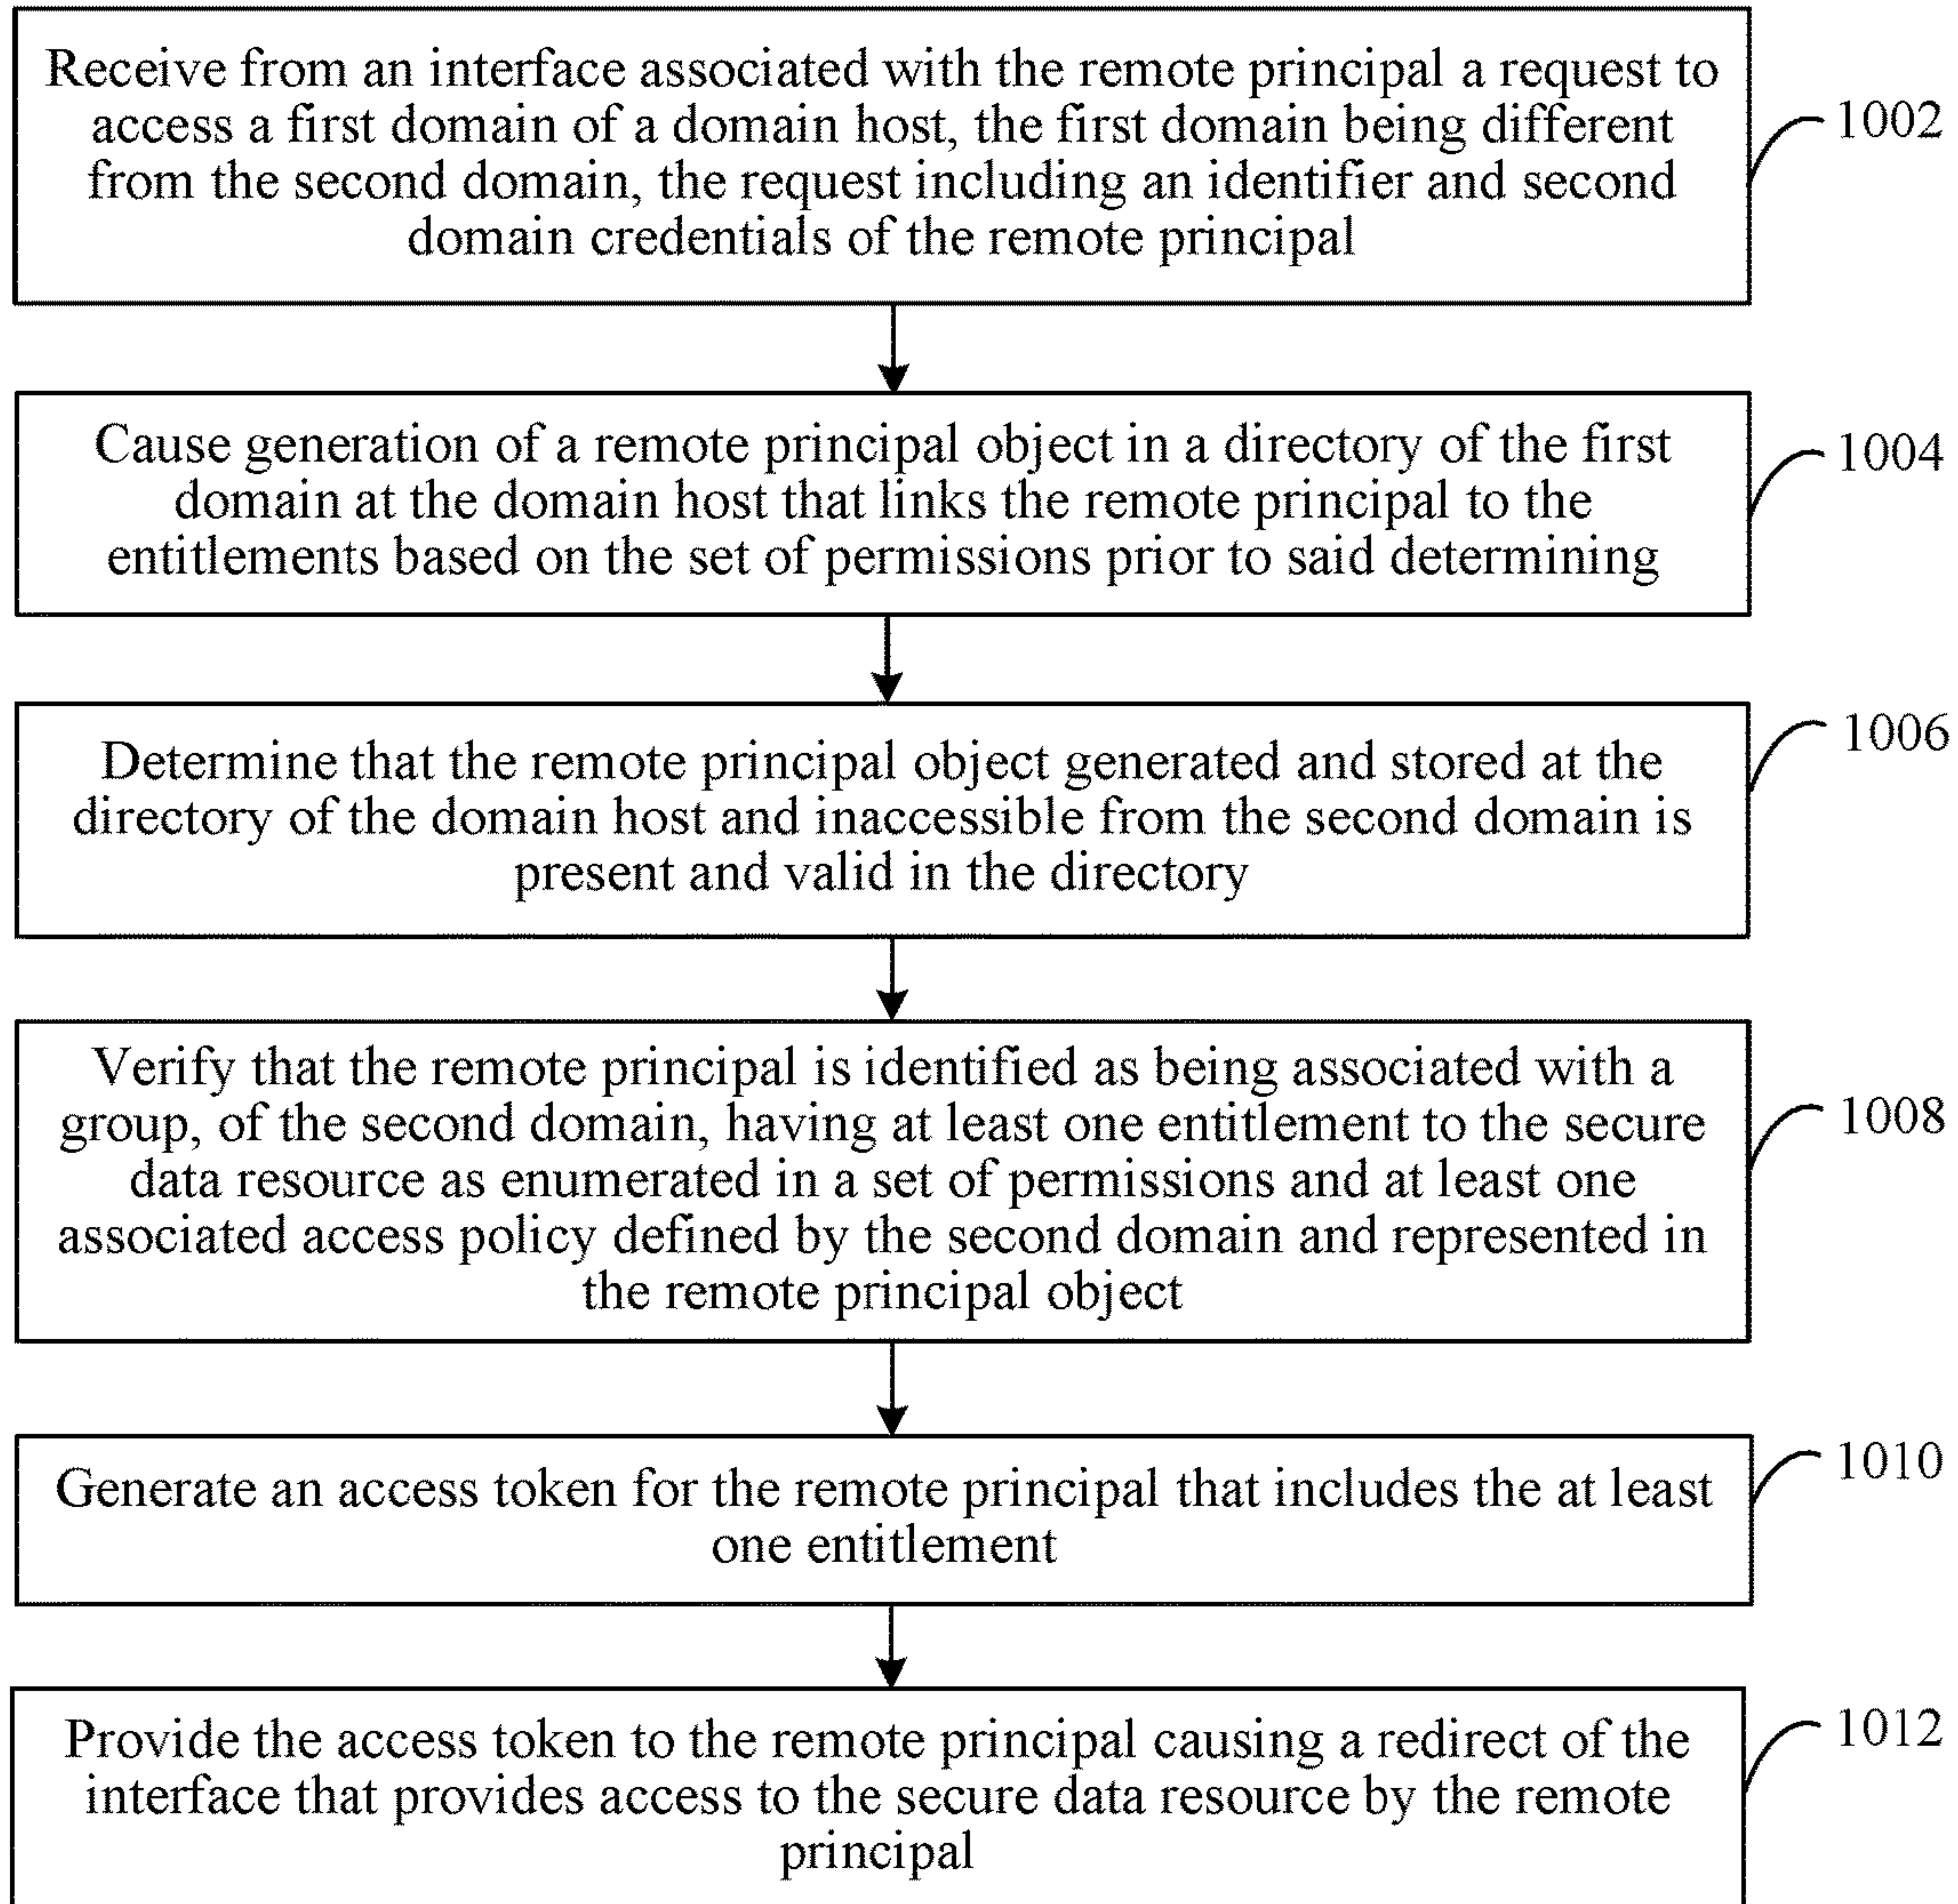 Receive from an interface associated with the remote principal a request to
access a first domain of a domain host, the first domain being different
from the second domain, the request including an identifier and second
domain credentials of the remote principal
1002
Cause generation of a remote principal object in a directory of the first
domain at the domain host that links the remote principal to the
entitlements based on the set of permissions prior to said determining
1004
Determine that the remote principal object generated and stored at the
directory of the domain host and inaccessible from the second domain is
present and valid in the directory
1006
Verify that the remote principal is identified as being associated with a
group, of the second domain, having at least one entitlement to the secure
data resource as enumerated in a set of permissions and at least one
associated access policy defined by the second domain and represented in
the remote principal object
1008
Generate an access token for the remote principal that includes the at least
one entitlement
1010
Provide the access token to the remote principal causing a redirect of the
interface that provides access to the secure data resource by the remote
principal
1012